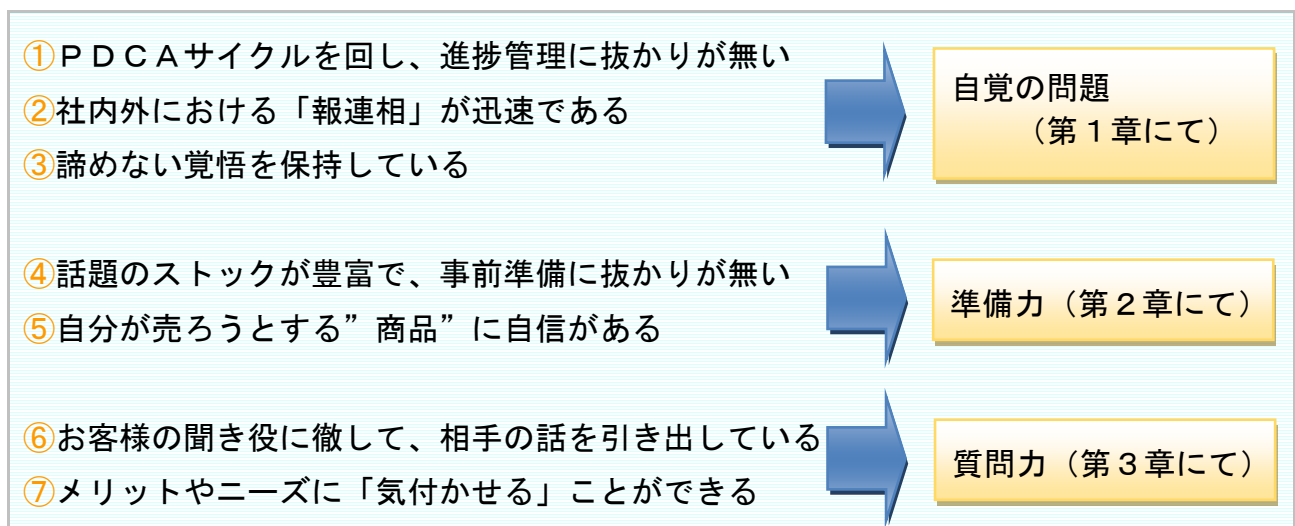 ①ＰＤＣＡサイクルを回し、進捗管理に抜かりが無い
②社内外における「報連相」が迅速である
③諦めない覚悟を保持している
自覚の問題
（第１章にて）
④話題のストックが豊富で、事前準備に抜かりが無い
⑤自分が売ろうとする”商品”に自信がある
準備力（第２章にて）
⑥お客様の聞き役に徹して、相手の話を引き出している
⑦メリットやニーズに「気付かせる」ことができる
質問力（第３章にて）